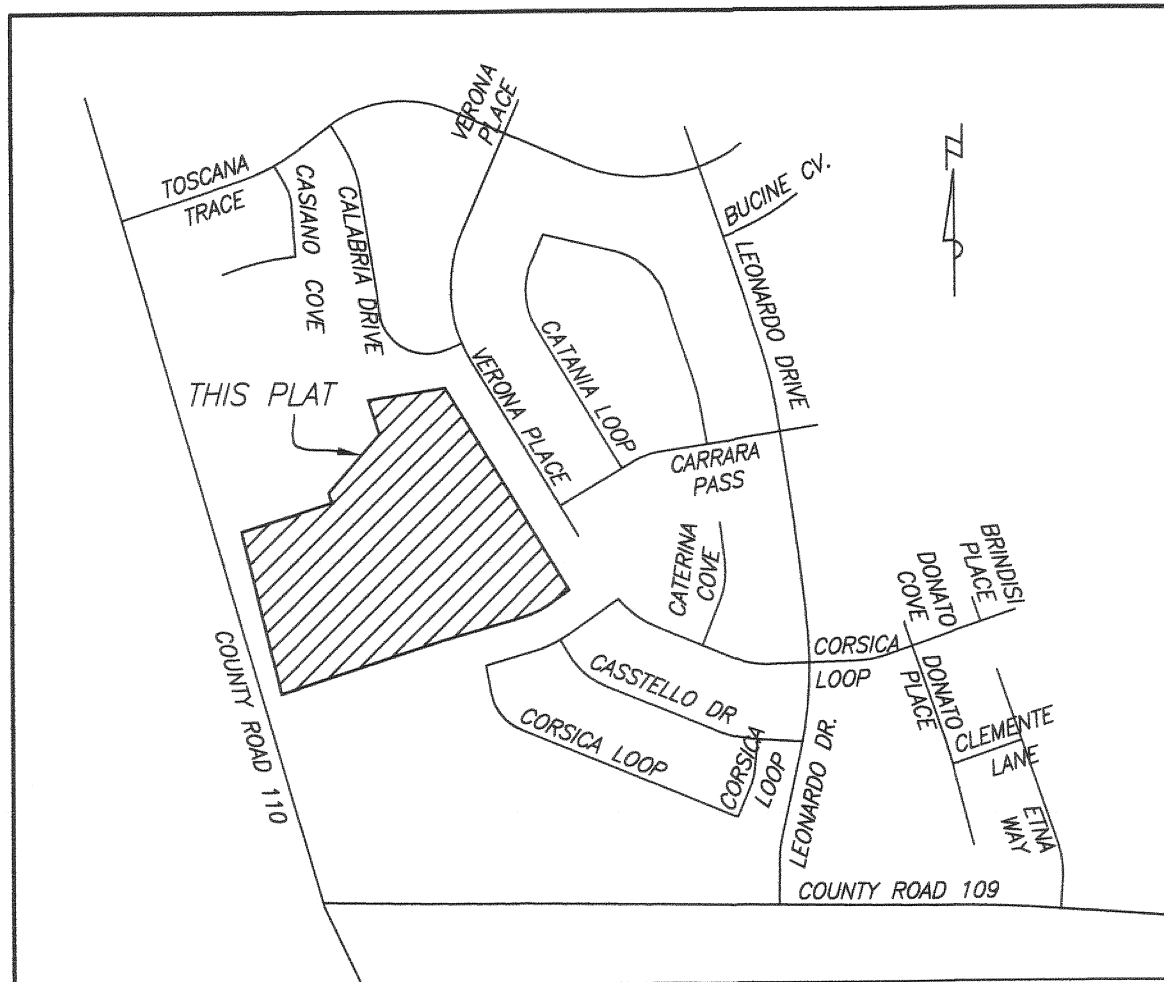 VERONA
PLACE
N
TOSCANA
TRACE
CASIANO COVE
CALABRIA DRIVE
BUCINE CV.
LEONARDO DRIVE
CATANIA LOOP
VERONA PLACE
THIS PLAT
CARRARA
PASS
CATERINA
COVE
DONATO
COVE
BRINDISI
PLACE
CORSICA
LOOP
DONATO
PLACE
CASSTELLO DR
CORSICA LOOP
CORSICA
LOOP
CLEMENTE
LANE
COUNTY ROAD 110
LEONARDO DR.
ETNA
WAY
COUNTY ROAD 109